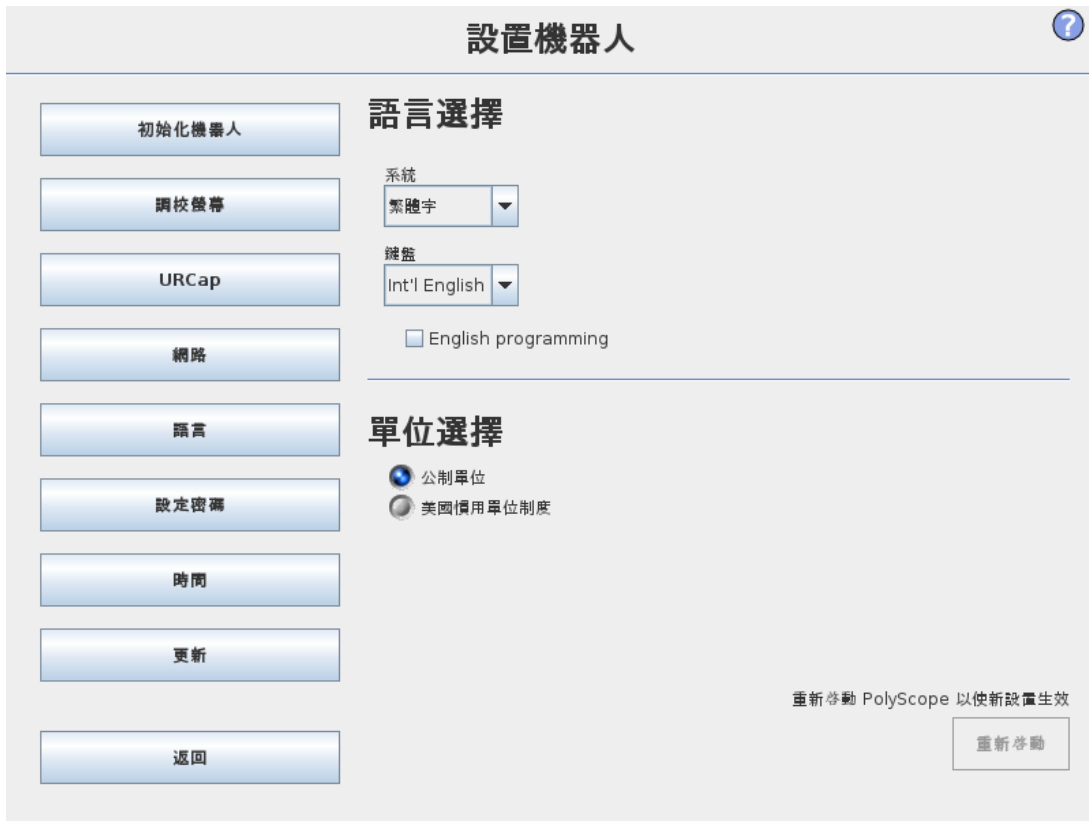 設置機器人
?
初始化機器人
調校螢幕
URCap
網路
語言
設定密碼
時間
更新
返回
語言選擇
系統
繁體字
鍵盤
Int'l English
English programming
單位選擇
公制單位
美國慣用單位制度
重新啓動 PolyScope 以使新設置生效
重新啓動